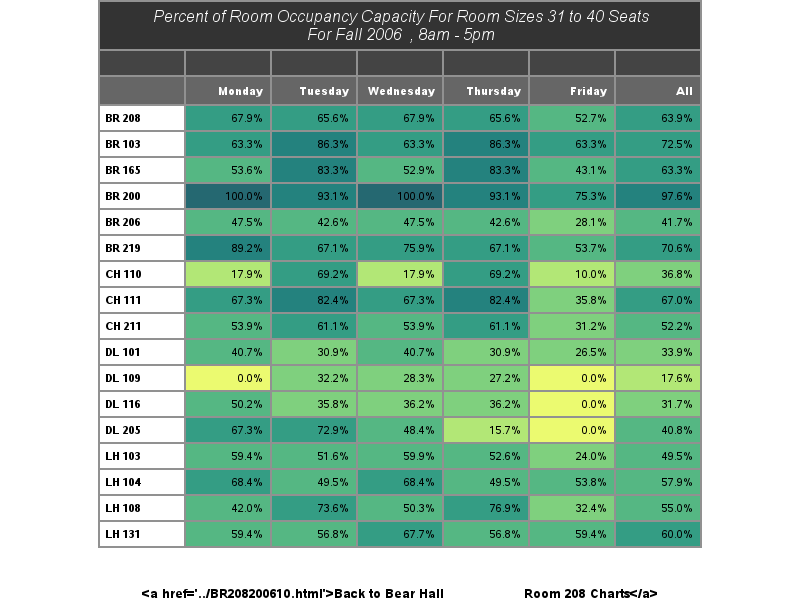 Percent of Room Occupancy Capacity For Room Sizes 31 to 40 Seats
For Fall 2006 , 8am - 5pm
Monday Tuesday Wednesday Thursday Friday All
BR 208 67.9% 65.6% 67.9% 65.6% 52.7% 63.9%
BR 103 63.3% 86.3% 63.3% 86.3% 63.3% 72.5%
BR 165 53.6% 83.3% 52.9% 83.3% 43.1% 63.3%
BR 200 100.0% 93.1% 100.0% 93.1% 75.3% 97.6%
BR 206 47.5% 42.6% 47.5% 42.6% 28.1% 41.7%
BR 219 89.2% 67.1% 75.9% 67.1% 53.7% 70.6%
CH 110 17.9% 69.2% 17.9% 69.2% 10.0% 36.8%
CH 111 67.3% 82.4% 67.3% 82.4% 35.8% 67.0%
CH 211 53.9% 61.1% 53.9% 61.1% 31.2% 52.2%
DL 101 40.7% 30.9% 40.7% 30.9% 26.5% 33.9%
DL 109 0.0% 32.2% 28.3% 27.2% 0.0% 17.6%
DL 116 50.2% 35.8% 36.2% 36.2% 0.0% 31.7%
DL 205 67.3% 72.9% 48.4% 15.7% 0.0% 40.8%
LH 103 59.4% 51.6% 59.9% 52.6% 24.0% 49.5%
LH 104 68.4% 49.5% 68.4% 49.5% 53.8% 57.9%
LH 108 42.0% 73.6% 50.3% 76.9% 32.4% 55.0%
LH 131 59.4% 56.8% 67.7% 56.8% 59.4% 60.0%
<a href='../BR208200610.html'>Back to Bear Hall Room 208 Charts</a>